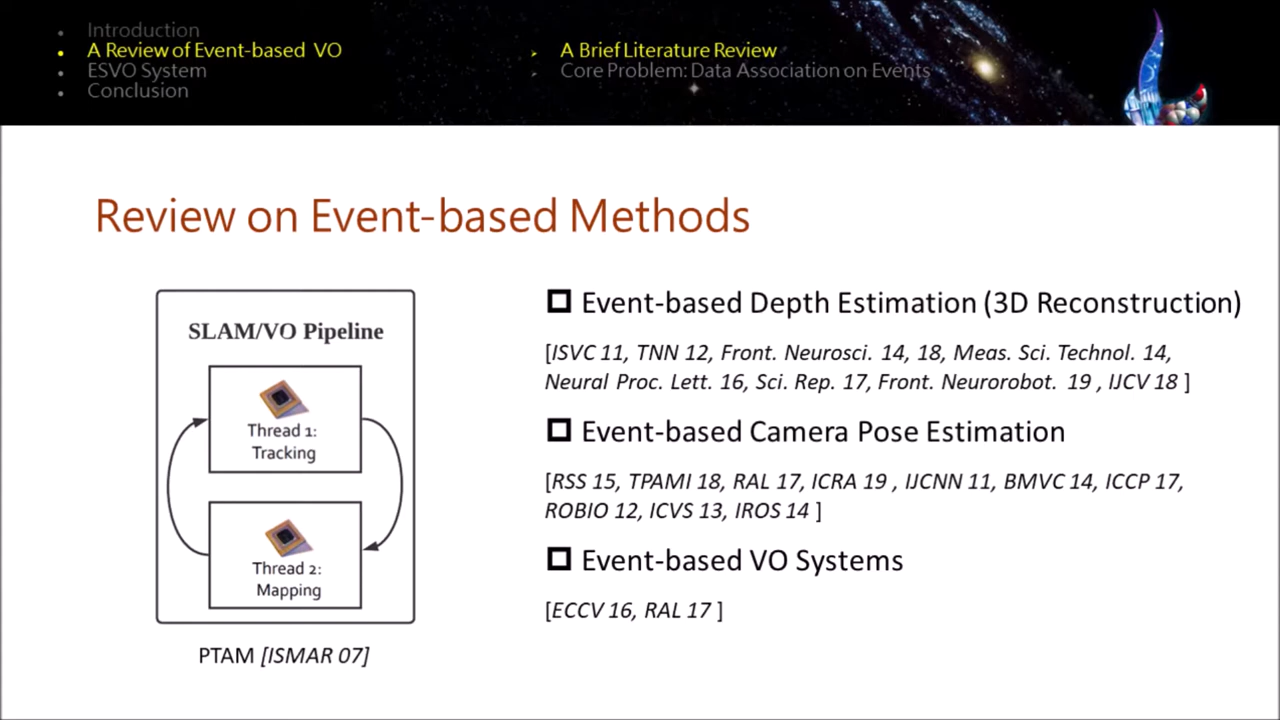 Introduction
A Review of Event-based VO
ESVO System
Conclusion
A Brief Literature Review
Core Problem: Data Association on Events
Review on Event-based Methods
SLAM/VO Pipeline
Thread 1:
Tracking
Thread 2:
Mapping
PTAM [ISMAR 07]
Event-based Depth Estimation (3D Reconstruction)
[ISVC 11, TNN 12, Front. Neurosci. 14, 18, Meas. Sci. Technol. 14,
Neural Proc. Lett. 16, Sci. Rep. 17, Front. Neurorobot. 19 , IJCV 18 ]
Event-based Camera Pose Estimation
[RSS 15, TPAMI 18, RAL 17, ICRA 19 , IJCNN 11, BMVC 14, ICCP 17,
ROBIO 12, ICVS 13, IROS 14 ]
Event-based VO Systems
[ECCV 16, RAL 17 ]